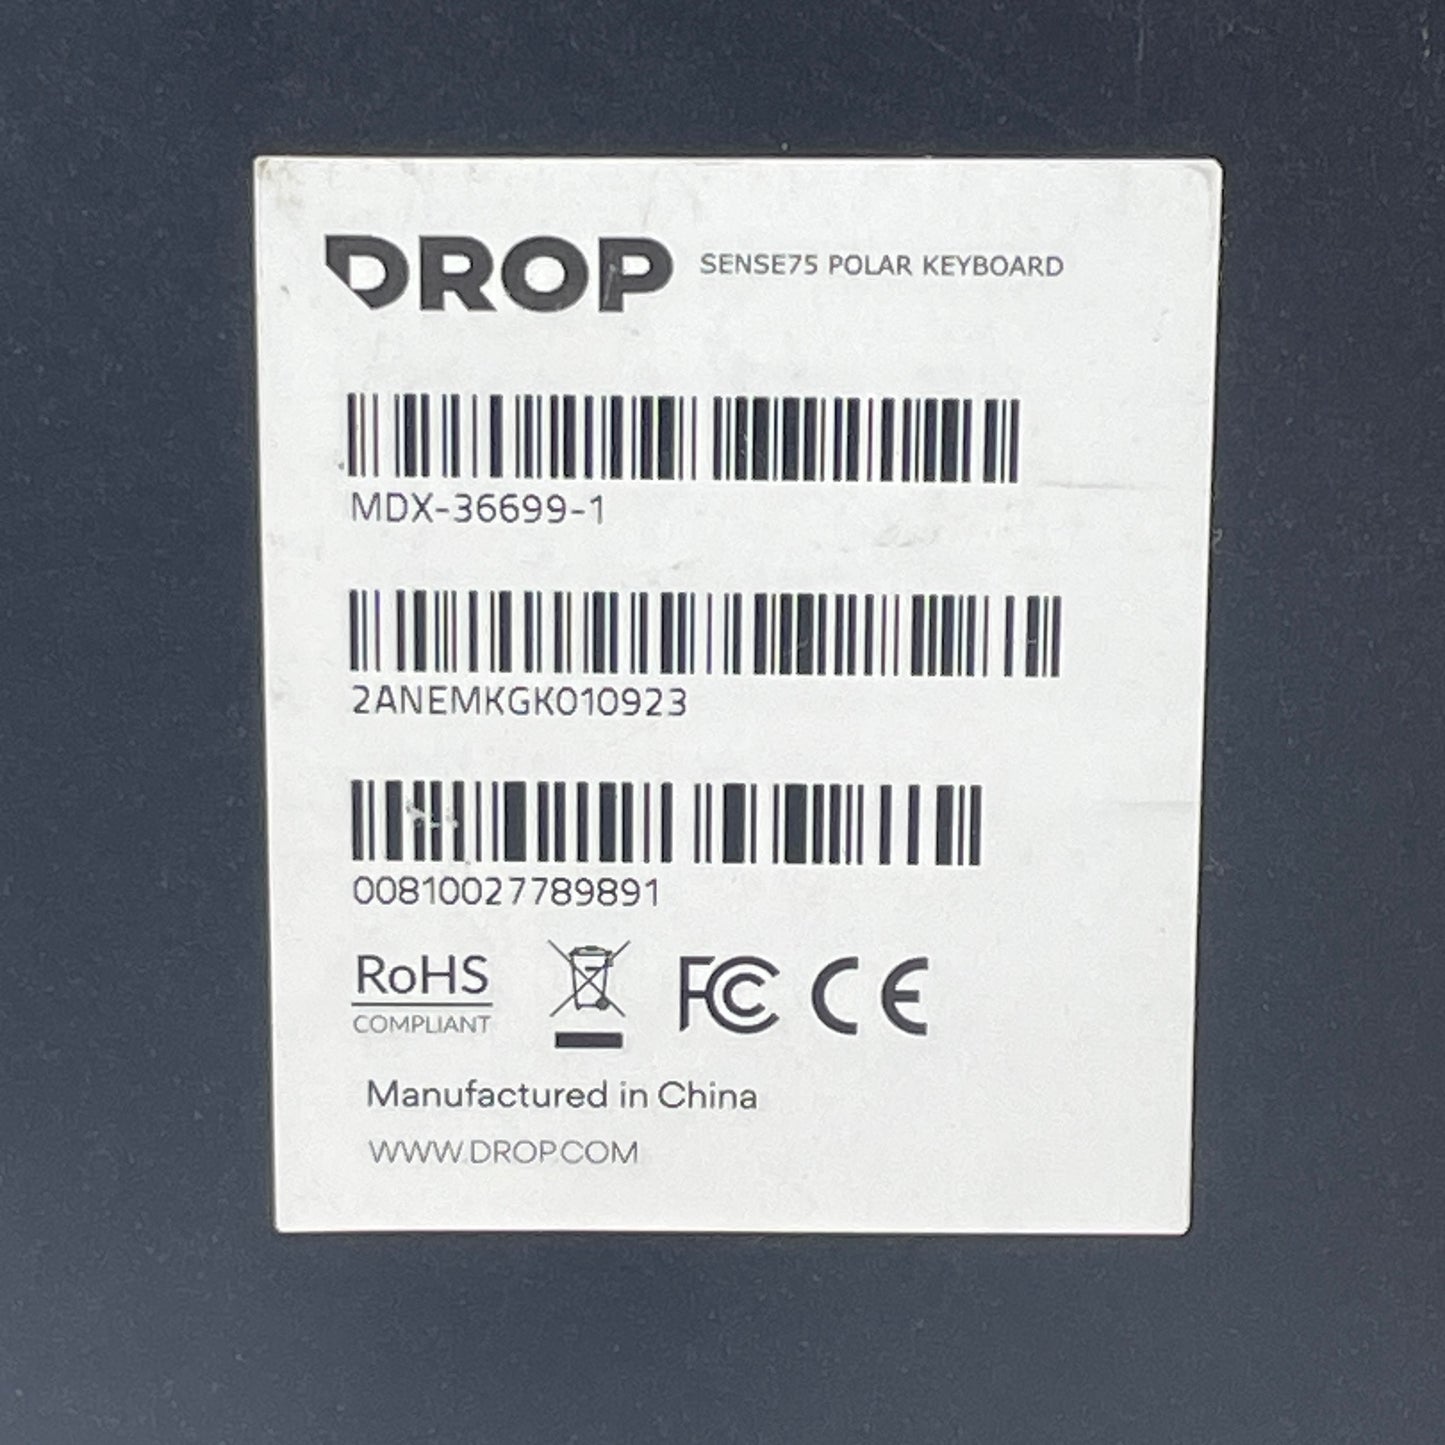 DROP SENSE75 POLAR KEYBOARD
MDX-36699-1
2ANEMKGK010923
00810027789891
RoHS FC CE
COMPLIANT
Manufactured in China
WWW.DROP.COM